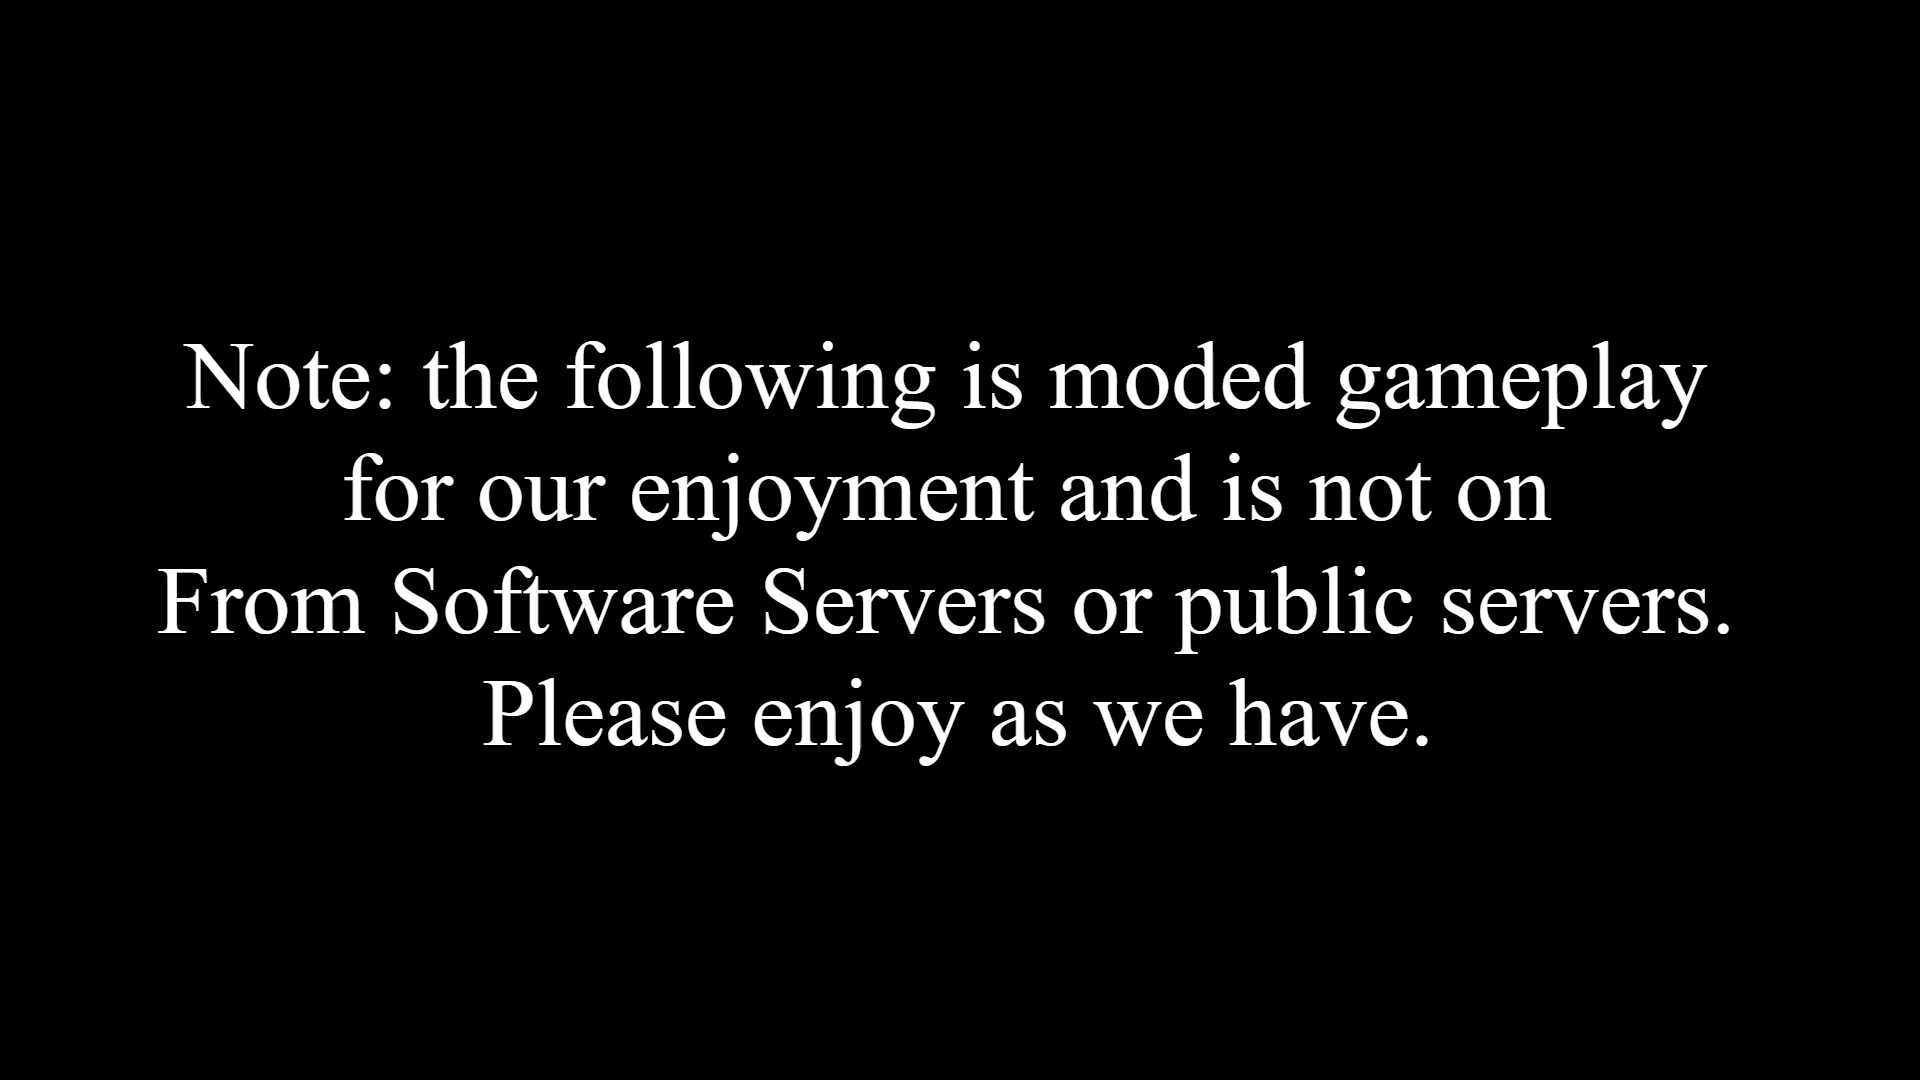 Note: the following is moded gameplay
for our enjoyment and is not on
From Software Servers or public servers.
Please enjoy as we have.